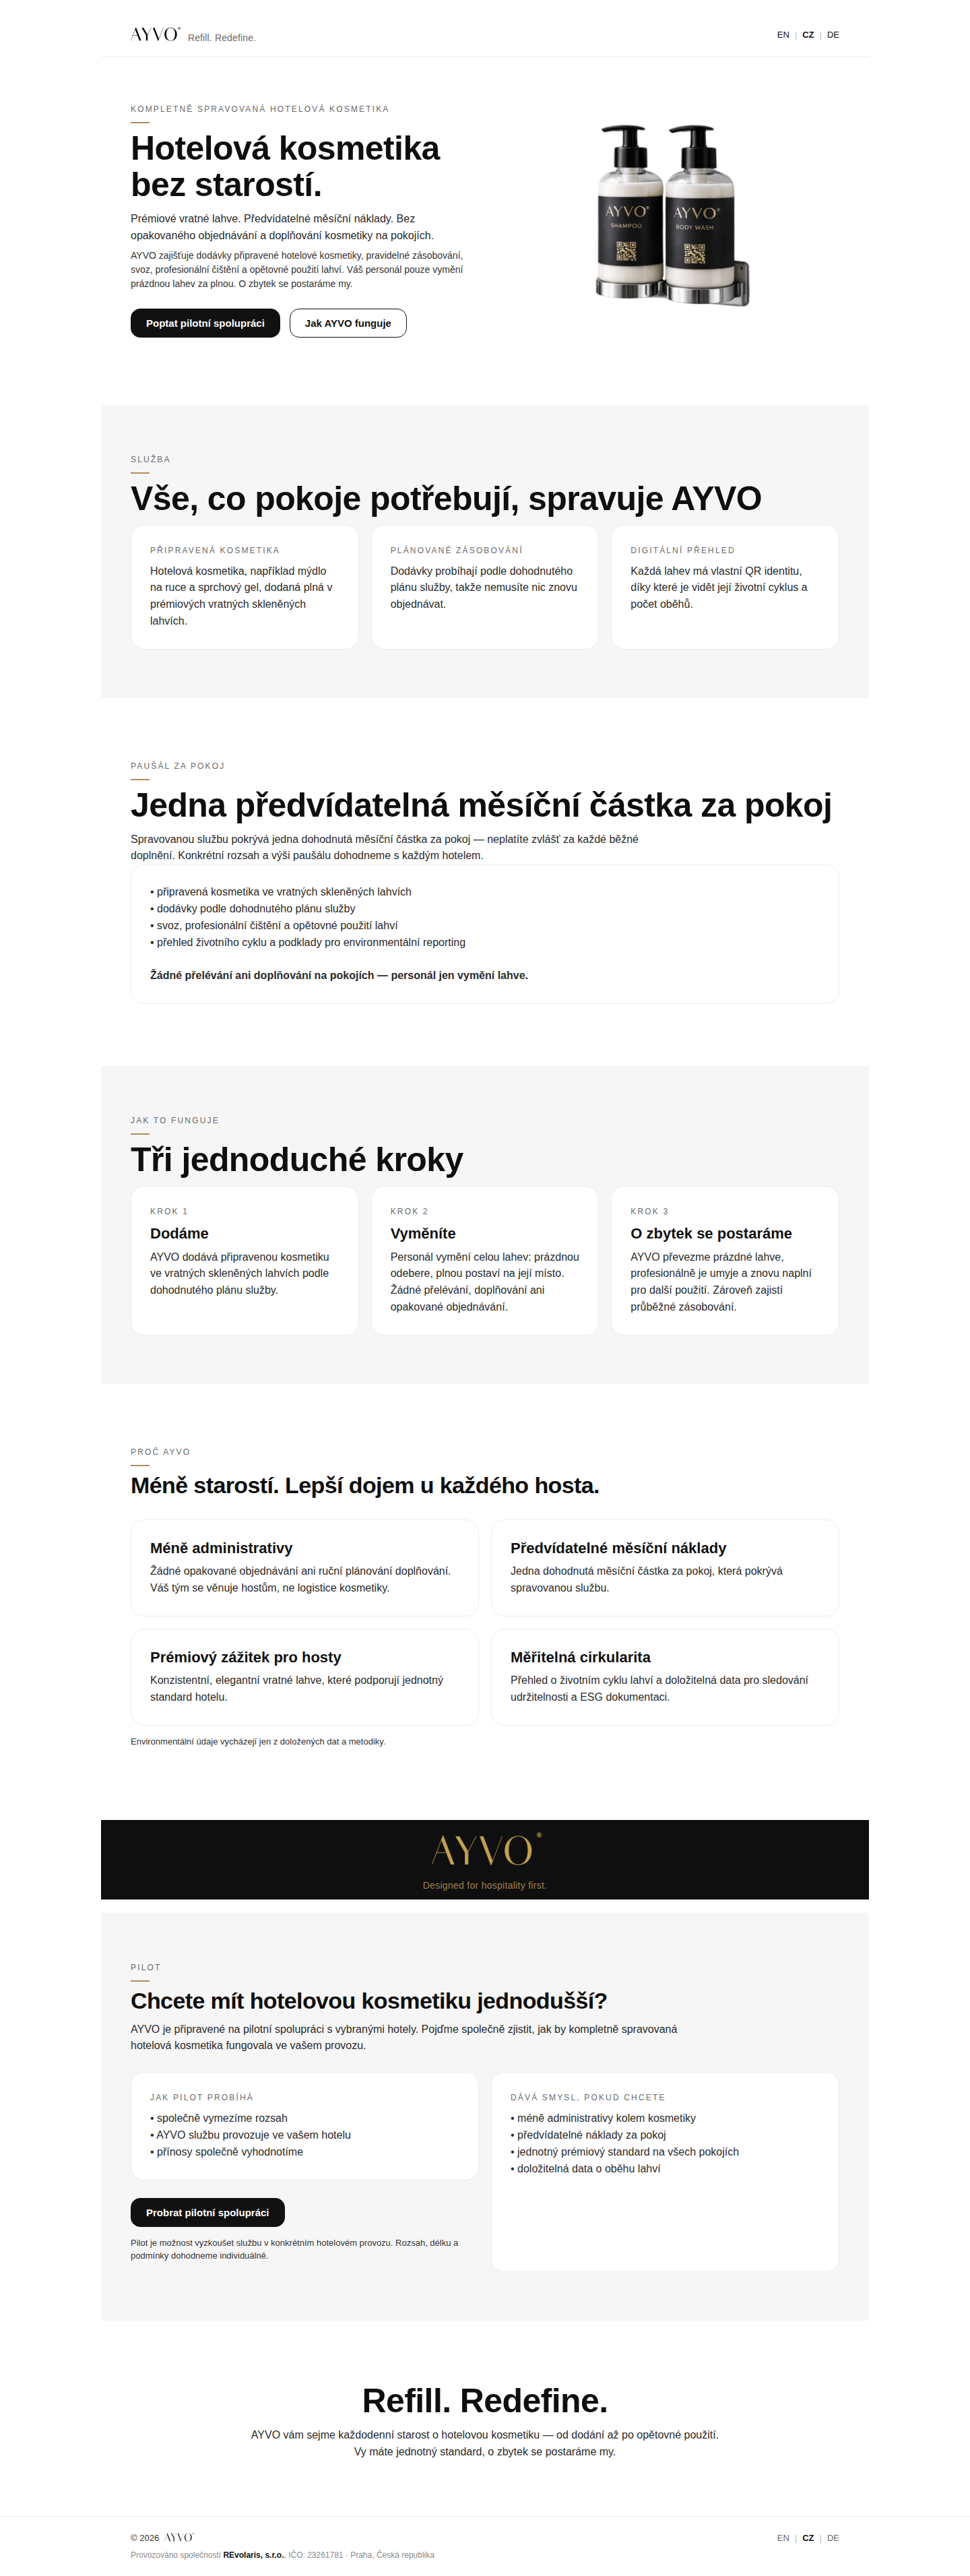 AYVO® Refill. Redefine.
EN | CZ | DE
KOMPLETNĚ SPRAVOVANÁ HOTELOVÁ KOSMETIKA
Hotelová kosmetika
bez starostí.
Prémiové vratné lahve. Předvídatelné měsíční náklady. Bez
opakovaného objednávání a doplňování kosmetiky na pokojích.
AYVO zajišťuje dodávky připravené hotelové kosmetiky, pravidelné zásobování,
svoz, profesionální čištění a opětovné použití lahví. Váš personál pouze vymění
prázdnou lahev za plnou. O zbytek se postaráme my.
Poptat pilotní spolupráci
Jak AYVO funguje
AYVO®
SHAMPOO
AYVO®
BODY WASH
SLUŽBA
Vše, co pokoje potřebují, spravuje AYVO
PŘIPRAVENÁ KOSMETIKA
Hotelová kosmetika, například mýdlo
na ruce a sprchový gel, dodaná plná v
prémiových vratných skleněných
lahvích.
PLÁNOVANÉ ZÁSOBOVÁNÍ
Dodávky probíhají podle dohodnutého
plánu služby, takže nemusíte nic znovu
objednávat.
DIGITÁLNÍ PŘEHLED
Každá lahev má vlastní QR identitu,
díky které je vidět její životní cyklus a
počet oběhů.
PAUŠÁL ZA POKOJ
Jedna předvídatelná měsíční částka za pokoj
Spravovanou službu pokrývá jedna dohodnutá měsíční částka za pokoj — neplatíte zvlášť za každé běžné
doplnění. Konkrétní rozsah a výši paušálu dohodneme s každým hotelem.
• připravená kosmetika ve vratných skleněných lahvích
• dodávky podle dohodnutého plánu služby
• svoz, profesionální čištění a opětovné použití lahví
• přehled životního cyklu a podklady pro environmentální reporting
Žádné přelévání ani doplňování na pokojích — personál jen vymění lahve.
JAK TO FUNGUJE
Tři jednoduché kroky
KROK 1
Dodáme
AYVO dodává připravenou kosmetiku
ve vratných skleněných lahvích podle
dohodnutého plánu služby.
KROK 2
Vyměníte
Personál vymění celou lahev: prázdnou
odebere, plnou postaví na její místo.
Žádné přelévání, doplňování ani
opakované objednávání.
KROK 3
O zbytek se postaráme
AYVO převezme prázdné lahve,
profesionálně je umyje a znovu naplní
pro další použití. Zároveň zajistí
průběžné zásobování.
PROČ AYVO
Méně starostí. Lepší dojem u každého hosta.
Méně administrativy
Žádné opakované objednávání ani ruční plánování doplňování.
Váš tým se věnuje hostům, ne logistice kosmetiky.
Předvídatelné měsíční náklady
Jedna dohodnutá měsíční částka za pokoj, která pokrývá
spravovanou službu.
Prémiový zážitek pro hosty
Konzistentní, elegantní vratné lahve, které podporují jednotný
standard hotelu.
Měřitelná cirkularita
Přehled o životním cyklu lahví a doložitelná data pro sledování
udržitelnosti a ESG dokumentaci.
Environmentální údaje vycházejí jen z doložených dat a metodiky.
AYVO®
Designed for hospitality first.
PILOT
Chcete mít hotelovou kosmetiku jednodušší?
AYVO je připravené na pilotní spolupráci s vybranými hotely. Pojďme společně zjistit, jak by kompletně spravovaná
hotelová kosmetika fungovala ve vašem provozu.
JAK PILOT PROBÍHÁ
• společně vymezíme rozsah
• AYVO službu provozuje ve vašem hotelu
• přínosy společně vyhodnotíme
DÁVÁ SMYSL, POKUD CHCETE
• méně administrativy kolem kosmetiky
• předvídatelné náklady za pokoj
• jednotný prémiový standard na všech pokojích
• doložitelná data o oběhu lahví
Probrat pilotní spolupráci
Pilot je možnost vyzkoušet službu v konkrétním hotelovém provozu. Rozsah, délku a
podmínky dohodneme individuálně.
Refill. Redefine.
AYVO vám sejme každodenní starost o hotelovou kosmetiku — od dodání až po opětovné použití.
Vy máte jednotný standard, o zbytek se postaráme my.
© 2026 AYVO®
EN | CZ | DE
Provozováno společností REvolaris, s.r.o., IČO: 23261781 · Praha, Česká republika